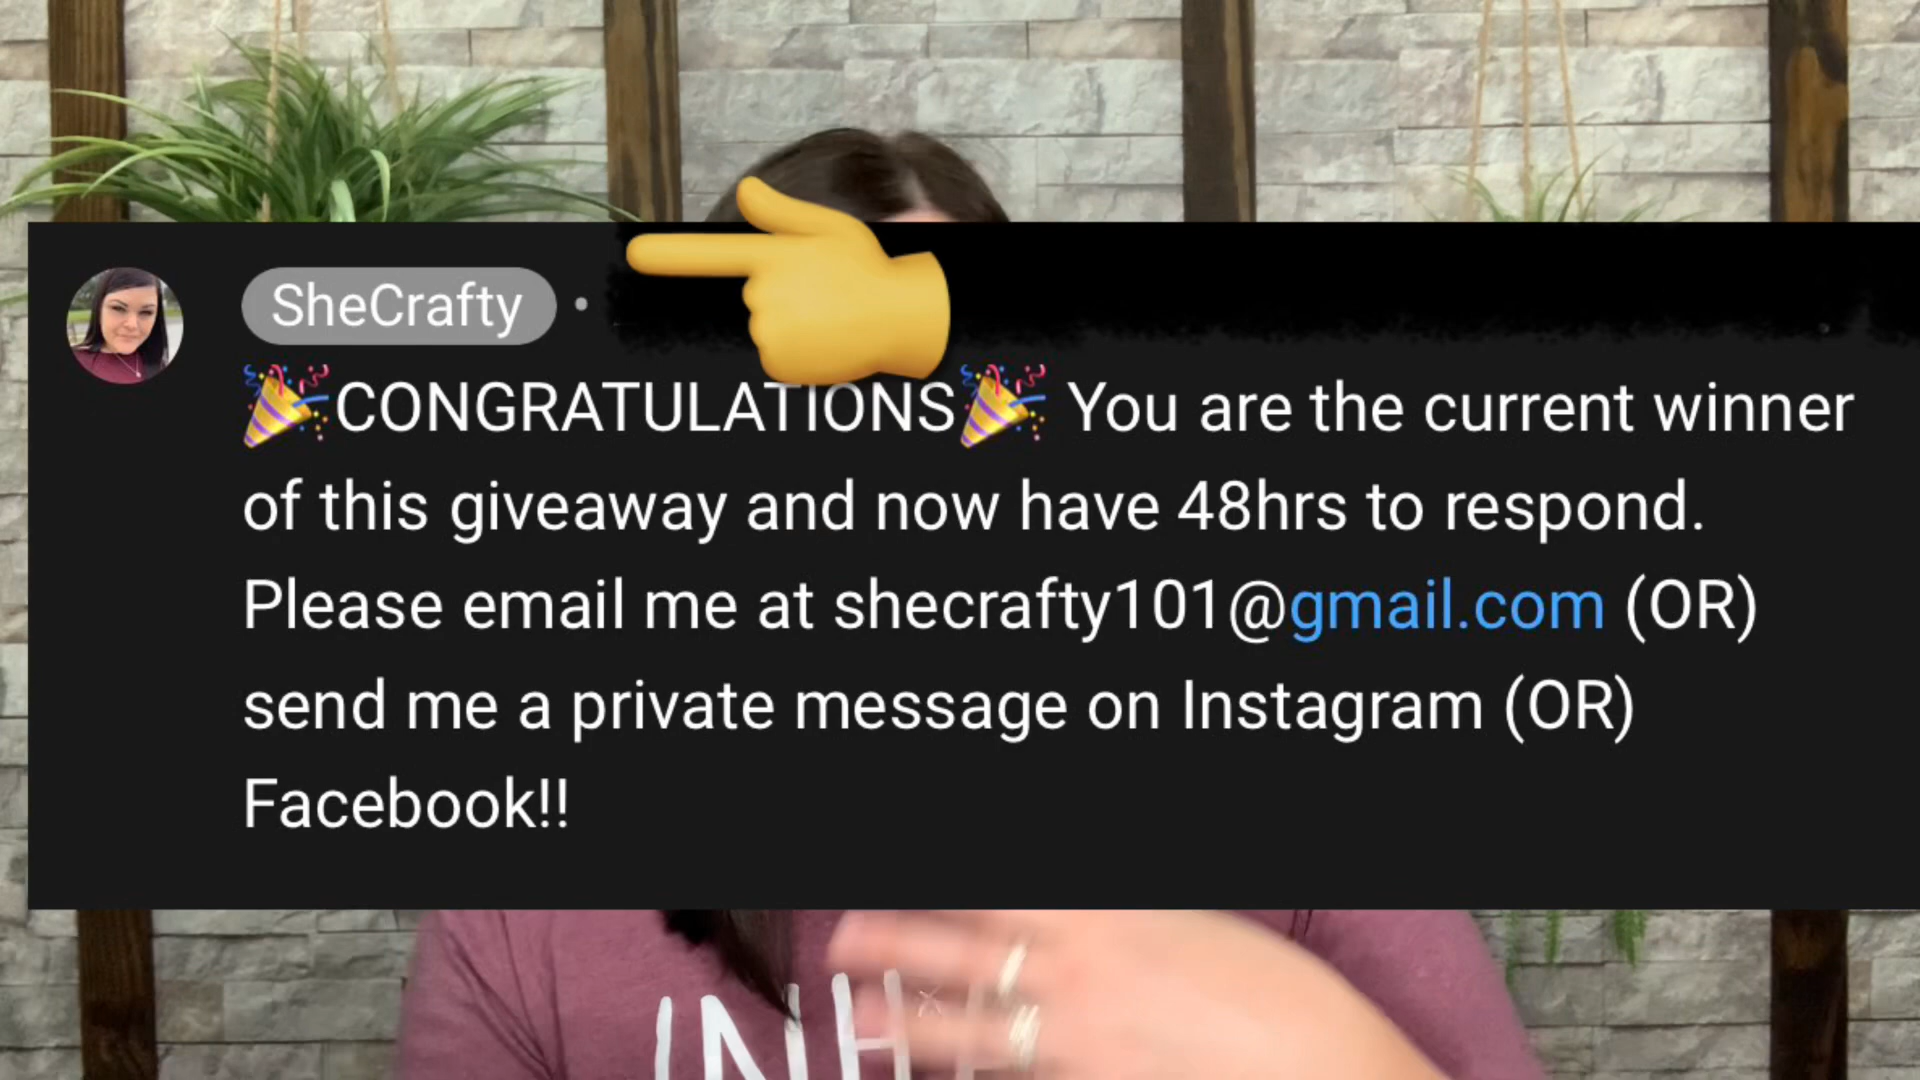 SheCrafty •
🎉CONGRATULATIONS🎉 You are the current winner
of this giveaway and now have 48hrs to respond.
Please email me at shecrafty101@gmail.com (OR)
send me a private message on Instagram (OR)
Facebook!!
INH